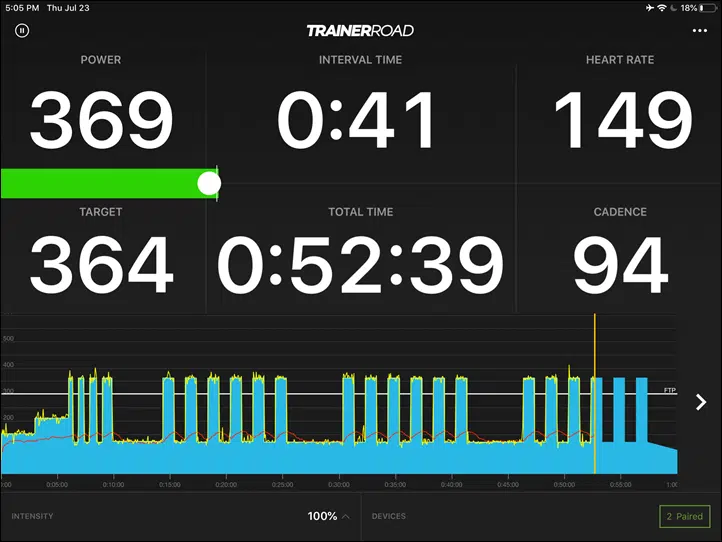 5:05 PM Thu Jul 23
18%
TRAINERROAD
POWER INTERVAL TIME HEART RATE
369 0:41 149
TARGET TOTAL TIME CADENCE
364 0:52:39 94
500
400
300
FTP
200
:00 0:05:00 0:10:00 0:15:00 0:20:00 0:25:00 0:30:00 0:35:00 0:40:00 0:45:00 0:50:00 0:55:00 1:00
INTENSITY 100% DEVICES 2 Paired